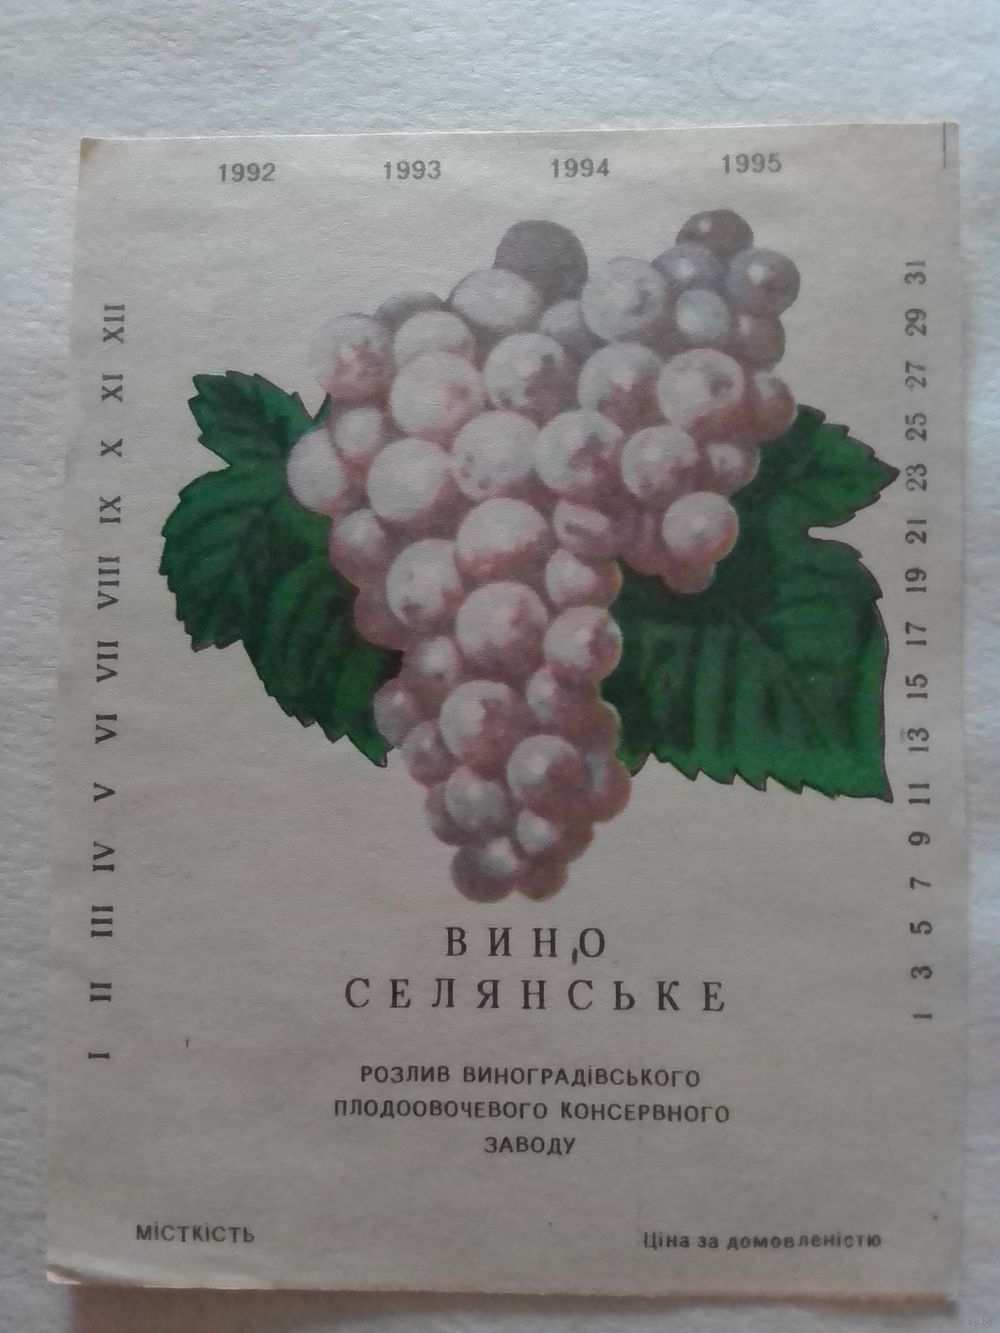 1992 1993 1994 1995
I II III IV V VI VII VIII IX X XI XII
1 3 5 7 9 11 13 15 17 19 21 23 25 27 29 31
ВИНО
СЕЛЯНСЬКЕ
РОЗЛИВ ВИНОГРАДІВСЬКОГО
ПЛОДООВОЧЕВОГО КОНСЕРВНОГО
ЗАВОДУ
МІСТКІСТЬ
Ціна за домовленістю